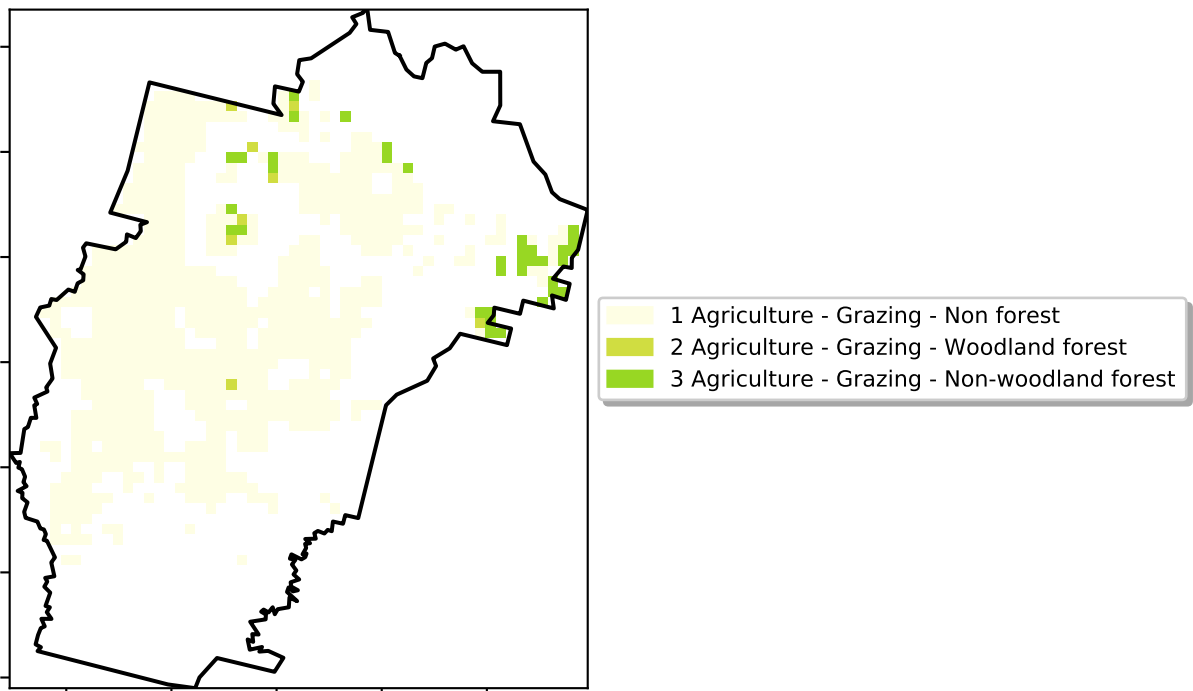 1 Agriculture - Grazing - Non forest
2 Agriculture - Grazing - Woodland forest
3 Agriculture - Grazing - Non-woodland forest